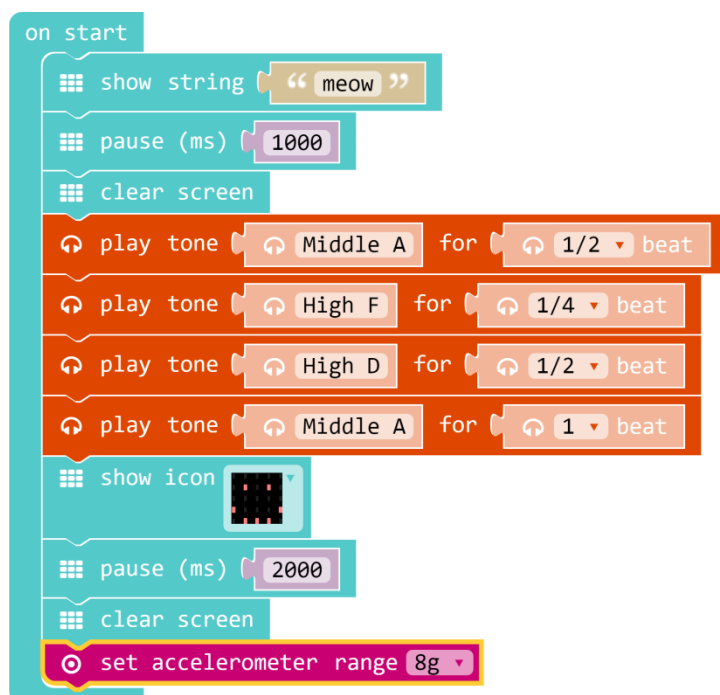 on start
show string “ meow ”
pause (ms) 1000
clear screen
play tone Middle A for 1/2 beat
play tone High F for 1/4 beat
play tone High D for 1/2 beat
play tone Middle A for 1 beat
show icon
pause (ms) 2000
clear screen
set accelerometer range 8g